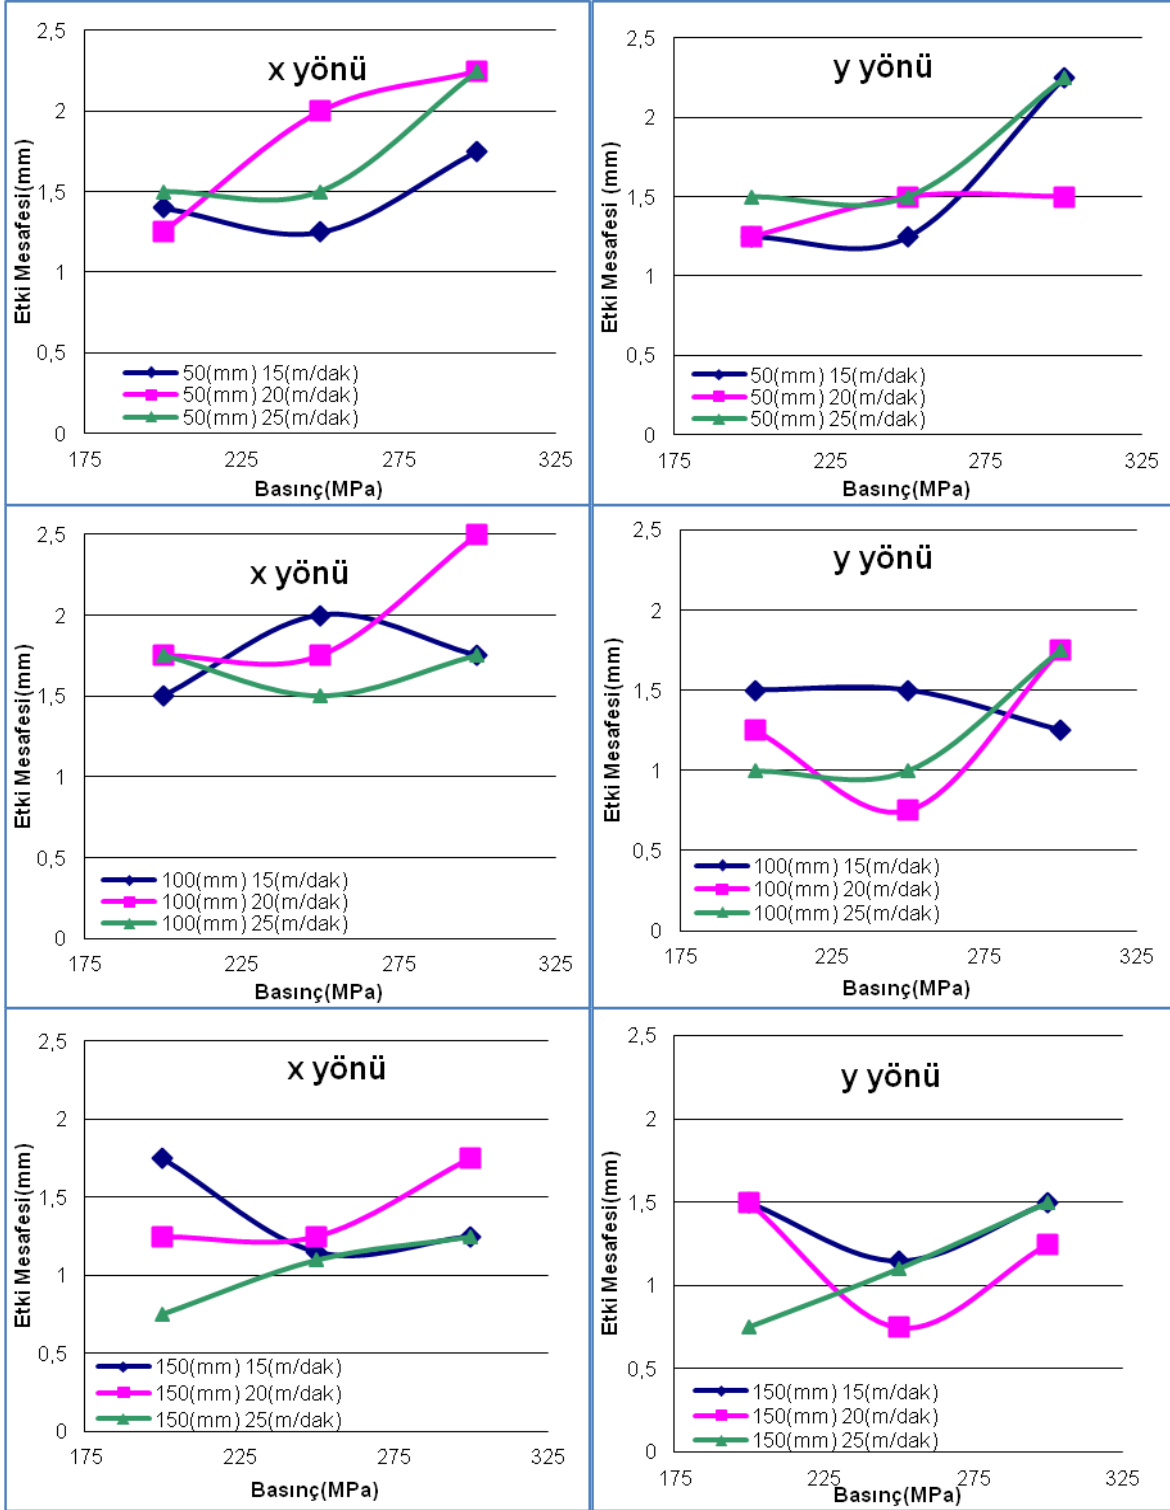 x yönü
Etki Mesafesi(mm)
2,5
2
1,5
1
0,5
0
50(mm) 15(m/dak)
50(mm) 20(m/dak)
50(mm) 25(m/dak)
175 225 275 325
Basınç(MPa)
y yönü
Etki Mesafesi (mm)
2,5
2
1,5
1
0,5
0
50(mm) 15(m/dak)
50(mm) 20(m/dak)
50(mm) 25(m/dak)
175 225 275 325
Basınç(MPa)
x yönü
Etki Mesafesi(mm)
2,5
2
1,5
1
0,5
0
100(mm) 15(m/dak)
100(mm) 20(m/dak)
100(mm) 25(m/dak)
175 225 275 325
Basınç(MPa)
y yönü
Etki Mesafesi(mm)
2,5
2
1,5
1
0,5
0
100(mm) 15(m/dak)
100(mm) 20(m/dak)
100(mm) 25(m/dak)
175 225 275 325
Basınç(MPa)
x yönü
Etki Mesafesi(mm)
2,5
2
1,5
1
0,5
0
150(mm) 15(m/dak)
150(mm) 20(m/dak)
150(mm) 25(m/dak)
175 225 275 325
Basınç(MPa)
y yönü
Etki Mesafesi(mm)
2,5
2
1,5
1
0,5
0
150(mm) 15(m/dak)
150(mm) 20(m/dak)
150(mm) 25(m/dak)
175 225 275 325
Basınç(MPa)